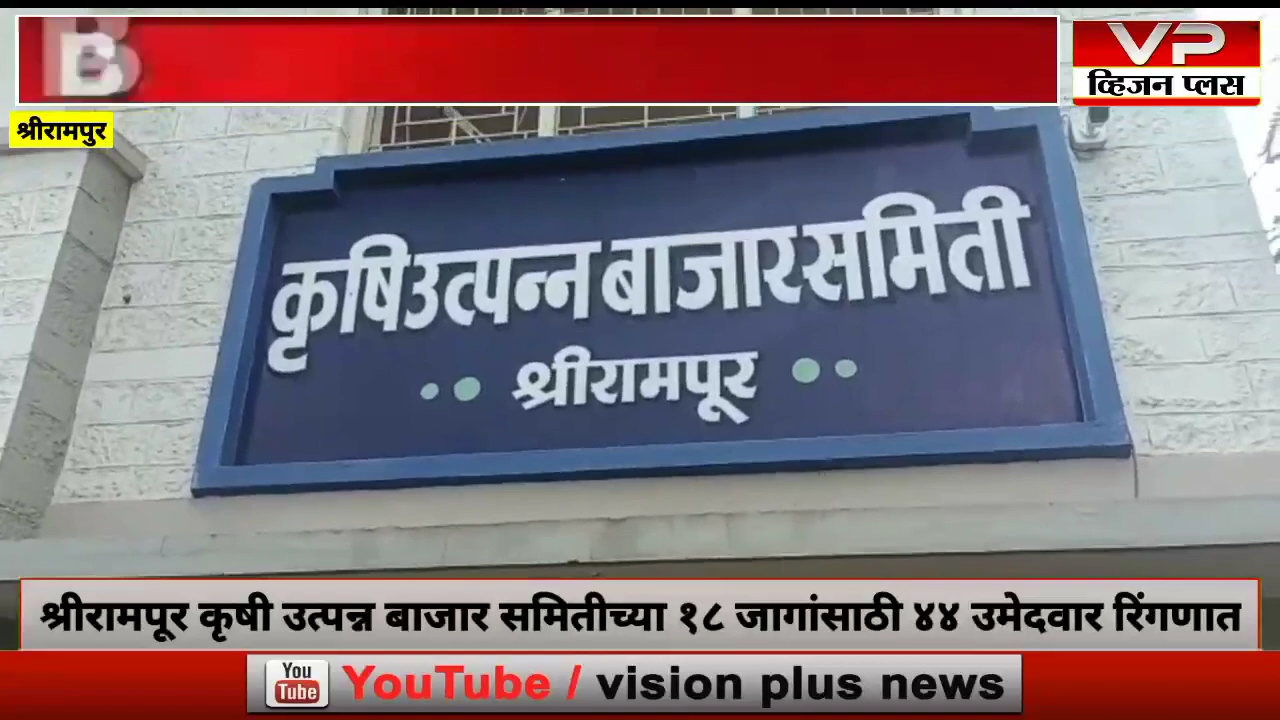 B
VP
व्हिजन प्लस
श्रीरामपुर
कृषि उत्पन्न बाजार समिती
श्रीरामपूर
श्रीरामपूर कृषी उत्पन्न बाजार समितीच्या १८ जागांसाठी ४४ उमेदवार रिंगणात
You
Tube
YouTube / vision plus news